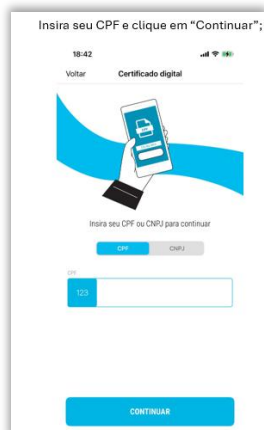 Insira seu CPF e clique em “Continuar”;
18:42
Voltar
Certificado digital
Insira seu CPF ou CNPJ para continuar
CPF
CNPJ
CPF
123
CONTINUAR